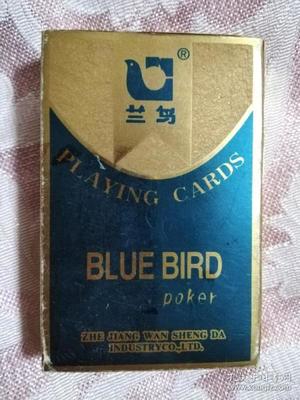 ®
兰鸟
PLAYING CARDS
BLUE BIRD
poker
ZHE JIANG WAN SHENG DA
INDUSTRYCO.,LTD.